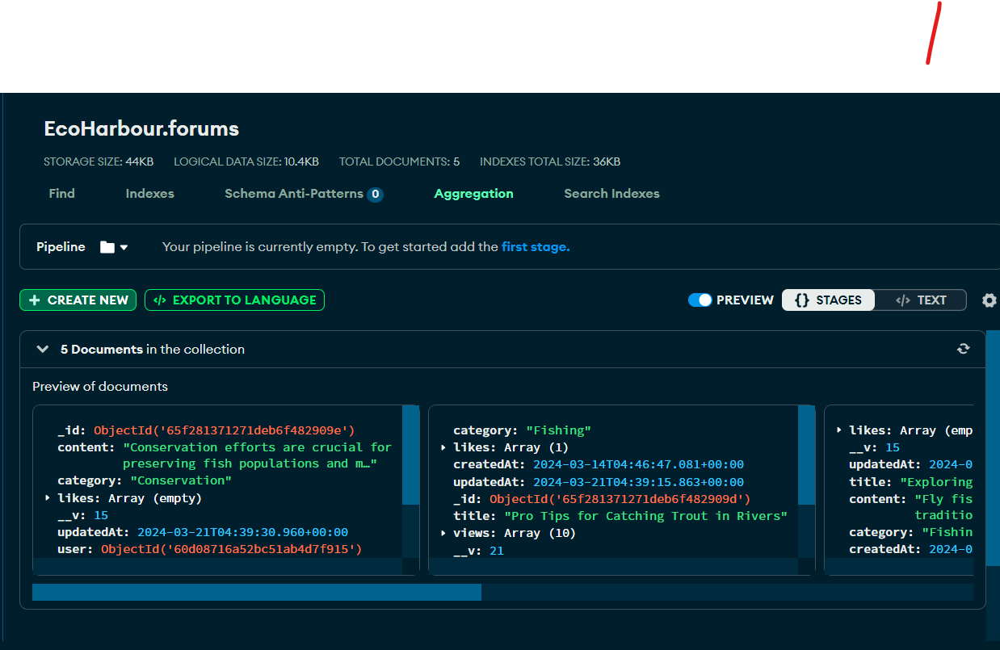 EcoHarbour.forums
STORAGE SIZE: 44KB LOGICAL DATA SIZE: 10.4KB TOTAL DOCUMENTS: 5 INDEXES TOTAL SIZE: 36KB
Find Indexes Schema Anti-Patterns 0 Aggregation Search Indexes
Pipeline Your pipeline is currently empty. To get started add the first stage.
+ CREATE NEW </> EXPORT TO LANGUAGE PREVIEW {} STAGES </> TEXT
5 Documents in the collection
Preview of documents
_id: ObjectId('65f281371271deb6f482909e')
content: "Conservation efforts are crucial for
preserving fish populations and m…"
category: "Conservation"
likes: Array (empty)
__v: 15
updatedAt: 2024-03-21T04:39:30.960+00:00
user: ObjectId('60d08716a52bc51ab4d7f915')
category: "Fishing"
likes: Array (1)
createdAt: 2024-03-14T04:46:47.081+00:00
updatedAt: 2024-03-21T04:39:15.863+00:00
_id: ObjectId('65f281371271deb6f482909d')
title: "Pro Tips for Catching Trout in Rivers"
views: Array (10)
__v: 21
likes: Array (emp
__v: 15
updatedAt: 2024-0
title: "Exploring
content: "Fly fis
traditio
category: "Fishin
createdAt: 2024-0